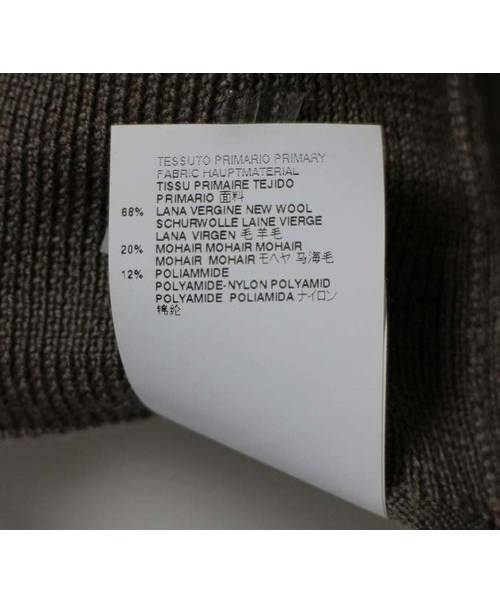 TESSUTO PRIMARIO PRIMARY
FABRIC HAUPTMATERIAL
TISSU PRIMAIRE TEJIDO
PRIMARIO 面料
68% LANA VERGINE NEW WOOL
SCHURWOLLE LAINE VIERGE
LANA VIRGEN 毛 羊毛
20% MOHAIR MOHAIR MOHAIR
MOHAIR MOHAIR モヘヤ 马海毛
12% POLIAMMIDE
POLYAMIDE-NYLON POLYAMID
POLYAMIDE POLIAMIDA ナイロン
锦纶